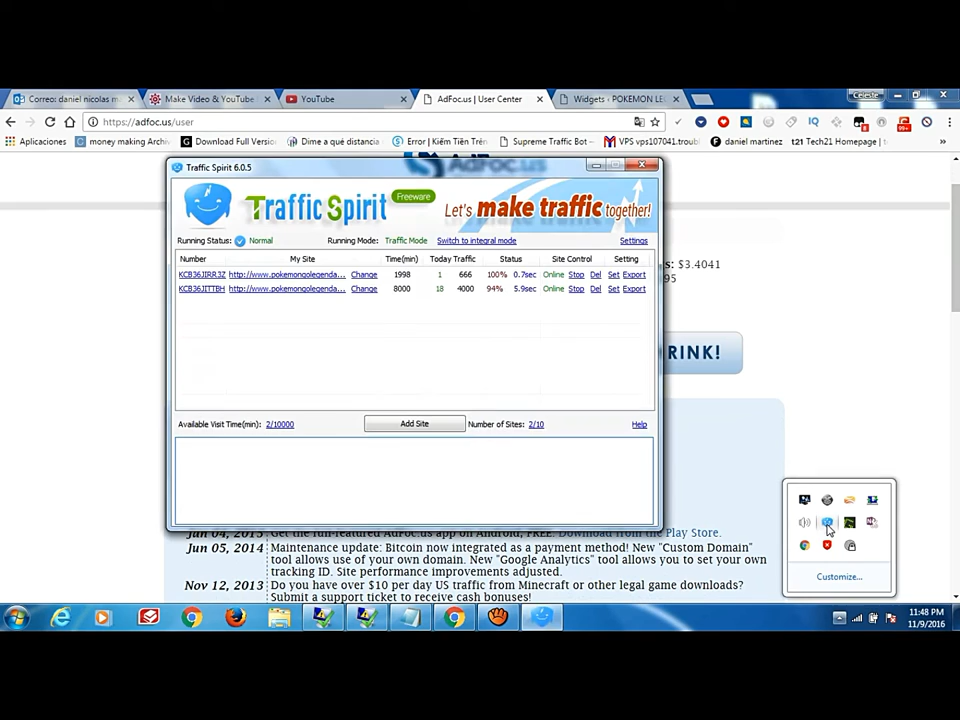 Correo: daniel nicolas m
Make Video & YouTube
YouTube
AdFoc.us | User Center
Widgets ‹ POKEMON LE
Celeste
https://adfoc.us/user
Aplicaciones
money making Archiv
Download Full Versio
Dime a qué distancia
Error | Kiếm Tiền Trên
Supreme Traffic Bot –
VPS vps107041.troubl
daniel martinez
t21 Tech21 Home Page
IQ
99+
Traffic Spirit 6.0.5
Traffic Spirit
Freeware
Let's make traffic together!
Running Status: Normal
Running Mode: Traffic Mode
Switch to integral mode
Settings
Number My Site Time(min) Today Traffic Status Site Control Setting
KCB36JIRR3Z http://www.pokemongolegenda... Change 1998 1 666 100% 0.7sec Online Stop Del Set Export
KCB36JITTBH http://www.pokemongolegenda... Change 8000 18 4000 94% 5.9sec Online Stop Del Set Export
s: $3.4041
95
RINK!
Available Visit Time(min): 2/10000
Add Site
Number of Sites: 2/10
Help
Get the full-featured AdFoc.us app on Android, FREE. Download from the Play Store.
Jun 05, 2014 Maintenance update: Bitcoin now integrated as a payment method! New "Custom Domain"
tool allows use of your own domain. New "Google Analytics" tool allows you to set your own
tracking ID. Site performance improvements adjusted.
Nov 12, 2013 Do you have over $10 per day US traffic from Minecraft or other legal game downloads?
Submit a support ticket to receive cash bonuses!
Customize...
11:48 PM
11/9/2016